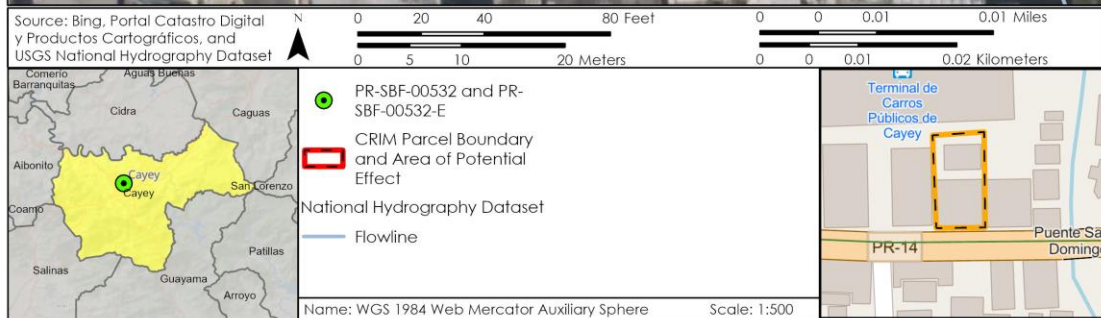 Source: Bing, Portal Catastro Digital
y Productos Cartográficos, and
USGS National Hydrography Dataset
N
0 20 40 80 Feet
0 5 10 20 Meters
0 0 0.01 0.01 Miles
0 0 0.01 0.02 Kilometers
Comerío
Barranquitas
Aguas Buenas
Cidra
Caguas
Aibonito
Cayey
Cayey
San Lorenzo
Coamo
Salinas
Patillas
Guayama
Arroyo
PR-SBF-00532 and PR-
SBF-00532-E
CRIM Parcel Boundary
and Area of Potential
Effect
National Hydrography Dataset
Flowline
Name: WGS 1984 Web Mercator Auxiliary Sphere Scale: 1:500
Terminal de
Carros
Públicos de
Cayey
PR-14
Puente Sa
Domingo